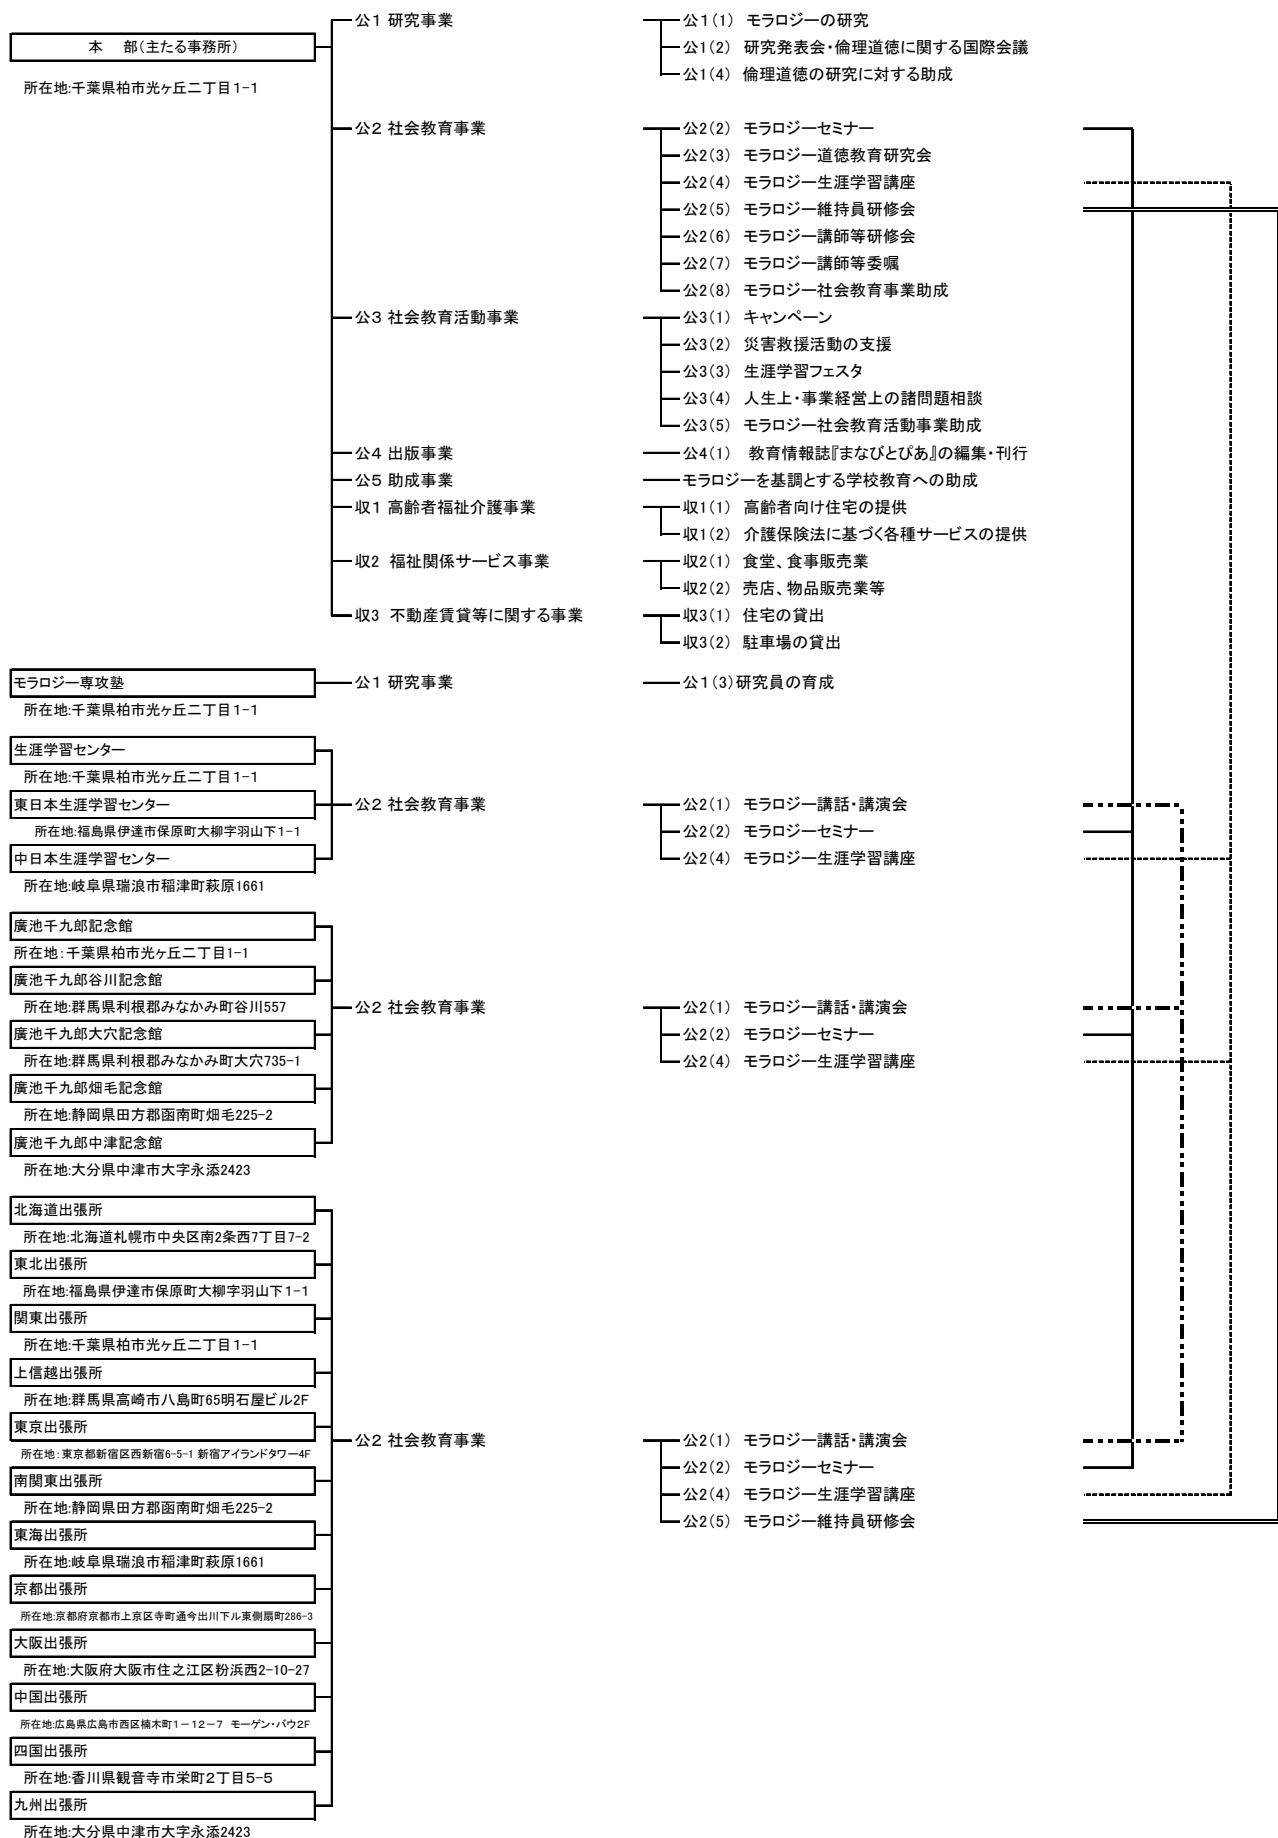 公1 研究事業
公1(1) モラロジーの研究
本 部(主たる事務所)
公1(2) 研究発表会・倫理道徳に関する国際会議
公1(4) 倫理道徳の研究に対する助成
所在地:千葉県柏市光ヶ丘二丁目1-1
公2 社会教育事業
公2(2) モラロジーセミナー
公2(3) モラロジー道徳教育研究会
公2(4) モラロジー生涯学習講座
公2(5) モラロジー維持員研修会
公2(6) モラロジー講師等研修会
公2(7) モラロジー講師等委嘱
公2(8) モラロジー社会教育事業助成
公3 社会教育活動事業
公3(1) キャンペーン
公3(2) 災害救援活動の支援
公3(3) 生涯学習フェスタ
公3(4) 人生上・事業経営上の諸問題相談
公3(5) モラロジー社会教育活動事業助成
公4 出版事業
公4(1) 教育情報誌『まなびとぴあ』の編集・刊行
公5 助成事業
モラロジーを基調とする学校教育への助成
収1 高齢者福祉介護事業
収1(1) 高齢者向け住宅の提供
収1(2) 介護保険法に基づく各種サービスの提供
収2 福祉関係サービス事業
収2(1) 食堂、食事販売業
収2(2) 売店、物品販売業等
収3 不動産賃貸等に関する事業
収3(1) 住宅の貸出
収3(2) 駐車場の貸出
モラロジー専攻塾
公1 研究事業
公1(3)研究員の育成
所在地:千葉県柏市光ヶ丘二丁目1-1
生涯学習センター
所在地:千葉県柏市光ヶ丘二丁目1-1
東日本生涯学習センター
公2 社会教育事業
公2(1) モラロジー講話・講演会
所在地:福島県伊達市保原町大柳字羽山下1-1
公2(2) モラロジーセミナー
中日本生涯学習センター
公2(4) モラロジー生涯学習講座
所在地:岐阜県瑞浪市稲津町萩原1661
廣池千九郎記念館
所在地:千葉県柏市光ヶ丘二丁目1-1
廣池千九郎谷川記念館
所在地:群馬県利根郡みなかみ町谷川557
公2 社会教育事業
公2(1) モラロジー講話・講演会
廣池千九郎大穴記念館
公2(2) モラロジーセミナー
所在地:群馬県利根郡みなかみ町大穴735-1
公2(4) モラロジー生涯学習講座
廣池千九郎畑毛記念館
所在地:静岡県田方郡函南町畑毛225-2
廣池千九郎中津記念館
所在地:大分県中津市大字永添2423
北海道出張所
所在地:北海道札幌市中央区南2条西7丁目7-2
東北出張所
所在地:福島県伊達市保原町大柳字羽山下1-1
関東出張所
所在地:千葉県柏市光ヶ丘二丁目1-1
上信越出張所
所在地:群馬県高崎市八島町65明石屋ビル2F
東京出張所
公2 社会教育事業
公2(1) モラロジー講話・講演会
所在地:東京都新宿区西新宿6-5-1 新宿アイランドタワー4F
公2(2) モラロジーセミナー
南関東出張所
公2(4) モラロジー生涯学習講座
所在地:静岡県田方郡函南町畑毛225-2
公2(5) モラロジー維持員研修会
東海出張所
所在地:岐阜県瑞浪市稲津町萩原1661
京都出張所
所在地:京都府京都市上京区寺町通今出川下ル東側扇町286-3
大阪出張所
所在地:大阪府大阪市住之江区粉浜西2-10-27
中国出張所
所在地:広島県広島市西区楠木町1-12-7 モーゲン・バウ2F
四国出張所
所在地:香川県観音寺市栄町2丁目5-5
九州出張所
所在地:大分県中津市大字永添2423